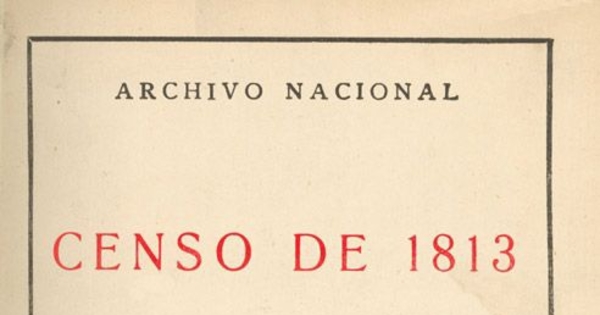 ARCHIVO NACIONAL
CENSO DE 1813